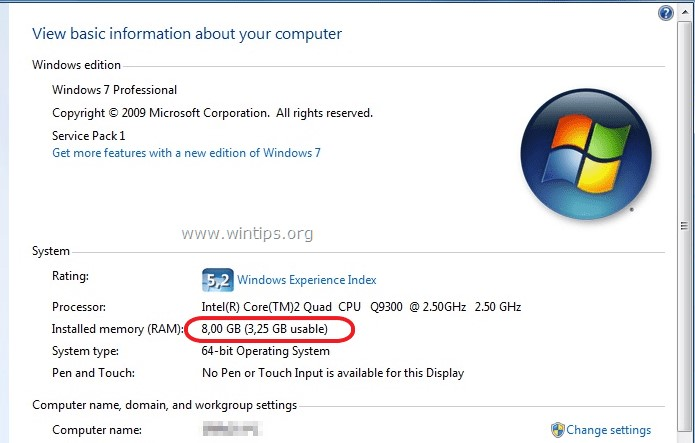 View basic information about your computer
Windows edition
Windows 7 Professional
Copyright © 2009 Microsoft Corporation. All rights reserved.
Service Pack 1
Get more features with a new edition of Windows 7
www.wintips.org
System
Rating: 5,2 Windows Experience Index
Processor: Intel(R) Core(TM)2 Quad CPU Q9300 @ 2.50GHz 2.50 GHz
Installed memory (RAM): 8,00 GB (3,25 GB usable)
System type: 64-bit Operating System
Pen and Touch: No Pen or Touch Input is available for this Display
Computer name, domain, and workgroup settings
Computer name: Change settings